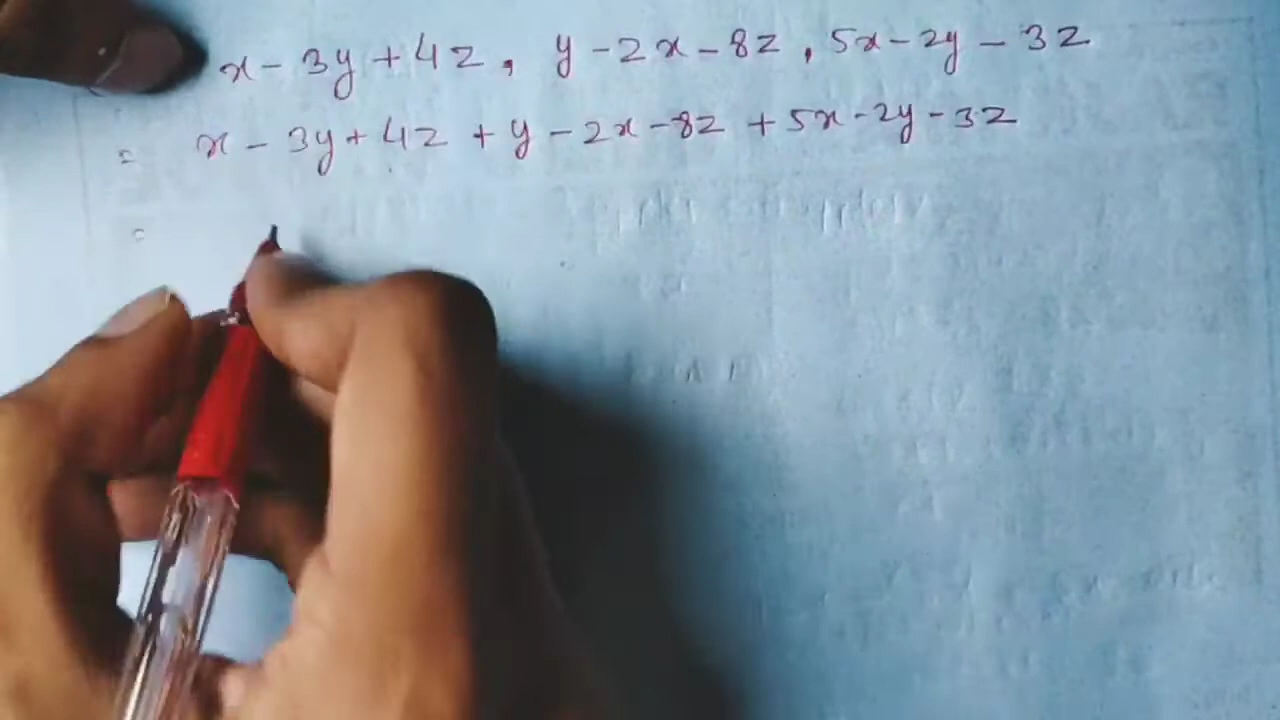 x - 3y + 4z , y - 2x - 8z , 5x - 2y - 3z
= x - 3y + 4z + y - 2x - 8z + 5x - 2y - 3z
=